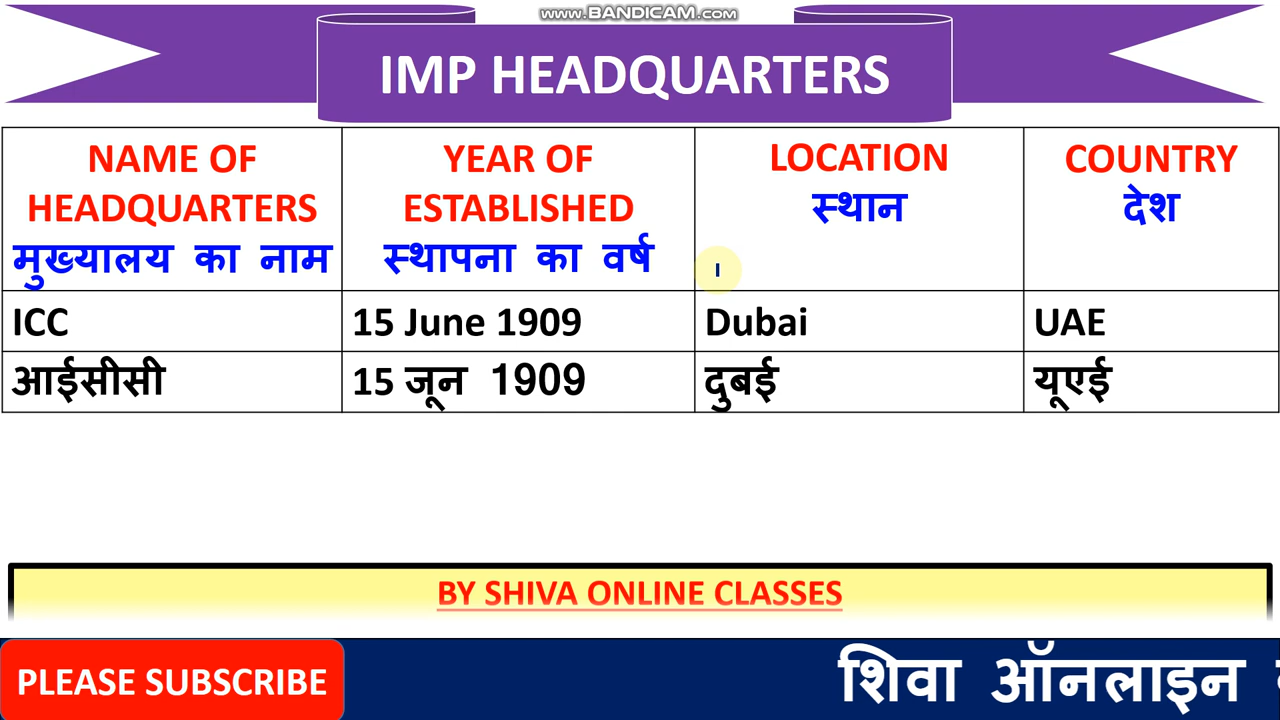 www.BANDICAM.com
IMP HEADQUARTERS
NAME OF
HEADQUARTERS
मुख्यालय का नाम
YEAR OF
ESTABLISHED
स्थापना का वर्ष
LOCATION
स्थान
COUNTRY
देश
ICC
15 June 1909
Dubai
UAE
आईसीसी
15 जून 1909
दुबई
यूएई
BY SHIVA ONLINE CLASSES
PLEASE SUBSCRIBE
शिवा ऑनलाइन